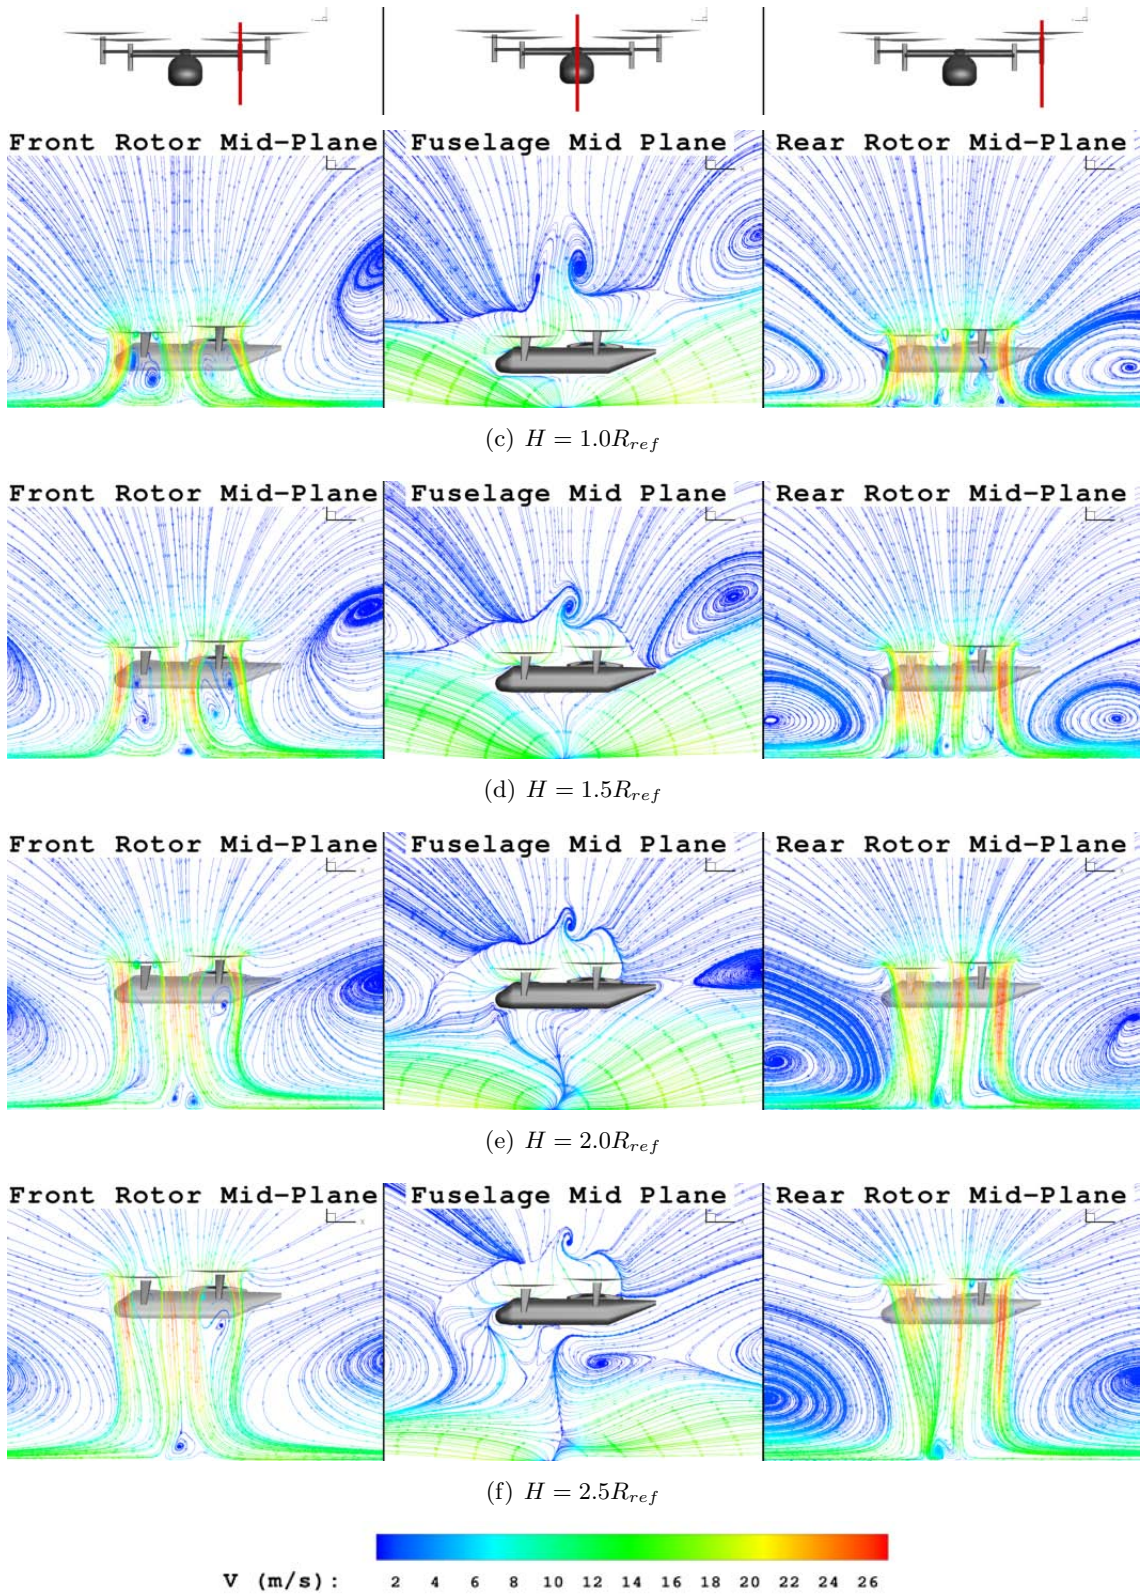 Front Rotor Mid-Plane Fuselage Mid Plane Rear Rotor Mid-Plane
(c) H = 1.0R_ref
Front Rotor Mid-Plane Fuselage Mid Plane Rear Rotor Mid-Plane
(d) H = 1.5R_ref
Front Rotor Mid-Plane Fuselage Mid Plane Rear Rotor Mid-Plane
(e) H = 2.0R_ref
Front Rotor Mid-Plane Fuselage Mid Plane Rear Rotor Mid-Plane
(f) H = 2.5R_ref
V (m/s): 2 4 6 8 10 12 14 16 18 20 22 24 26